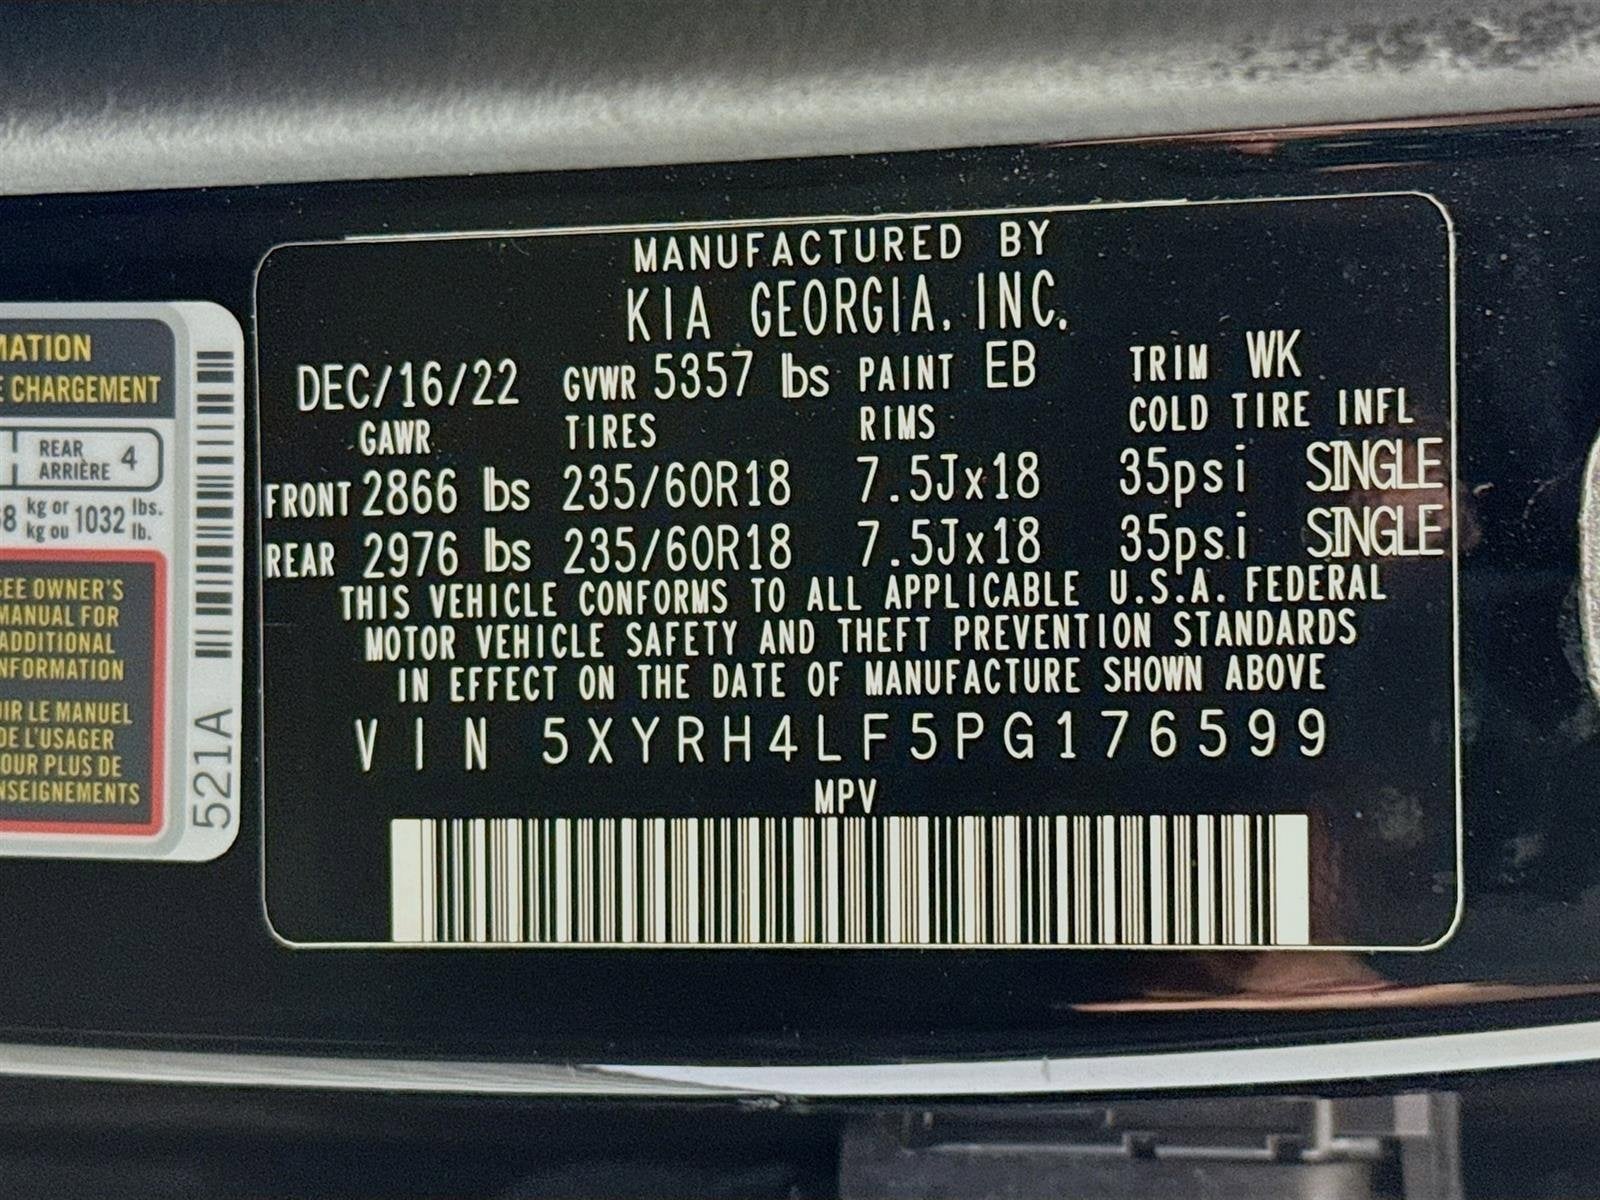 MANUFACTURED BY
KIA GEORGIA, INC.
DEC/16/22 GVWR 5357 lbs PAINT EB TRIM WK
GAWR TIRES RIMS COLD TIRE INFL
FRONT 2866 lbs 235/60R18 7.5Jx18 35psi SINGLE
REAR 2976 lbs 235/60R18 7.5Jx18 35psi SINGLE
THIS VEHICLE CONFORMS TO ALL APPLICABLE U.S.A. FEDERAL
MOTOR VEHICLE SAFETY AND THEFT PREVENTION STANDARDS
IN EFFECT ON THE DATE OF MANUFACTURE SHOWN ABOVE
VIN 5XYRH4LF5PG176599
MPV
MATION
E CHARGEMENT
REAR
ARRIÈRE 4
kg or 1032 lbs.
kg ou lb.
SEE OWNER'S
MANUAL FOR
ADDITIONAL
NFORMATION
OIR LE MANUEL
DE L'USAGER
OUR PLUS DE
NSEIGNEMENTS
521A